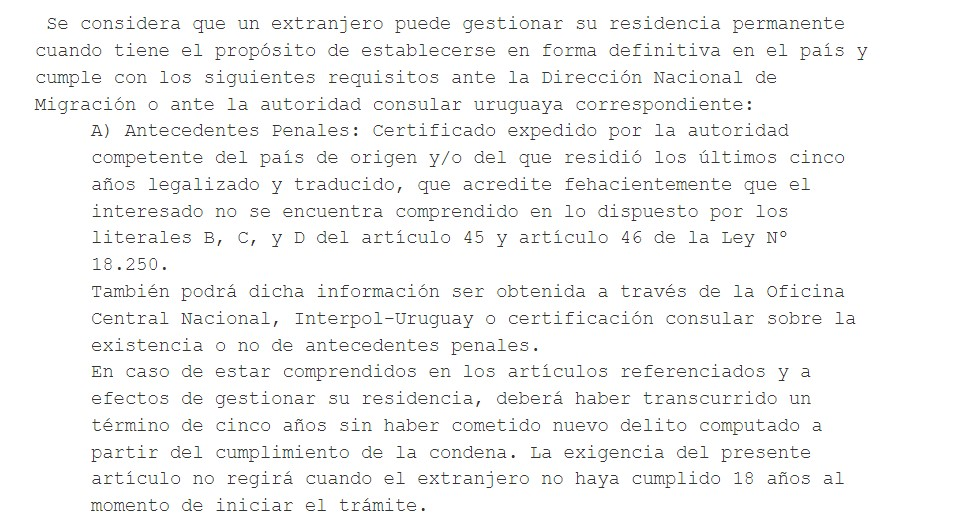 Se considera que un extranjero puede gestionar su residencia permanente
cuando tiene el propósito de establecerse en forma definitiva en el país y
cumple con los siguientes requisitos ante la Dirección Nacional de
Migración o ante la autoridad consular uruguaya correspondiente:
A) Antecedentes Penales: Certificado expedido por la autoridad
competente del país de origen y/o del que residió los últimos cinco
años legalizado y traducido, que acredite fehacientemente que el
interesado no se encuentra comprendido en lo dispuesto por los
literales B, C, y D del artículo 45 y artículo 46 de la Ley Nº
18.250.
También podrá dicha información ser obtenida a través de la Oficina
Central Nacional, Interpol-Uruguay o certificación consular sobre la
existencia o no de antecedentes penales.
En caso de estar comprendidos en los artículos referenciados y a
efectos de gestionar su residencia, deberá haber transcurrido un
término de cinco años sin haber cometido nuevo delito computado a
partir del cumplimiento de la condena. La exigencia del presente
artículo no regirá cuando el extranjero no haya cumplido 18 años al
momento de iniciar el trámite.